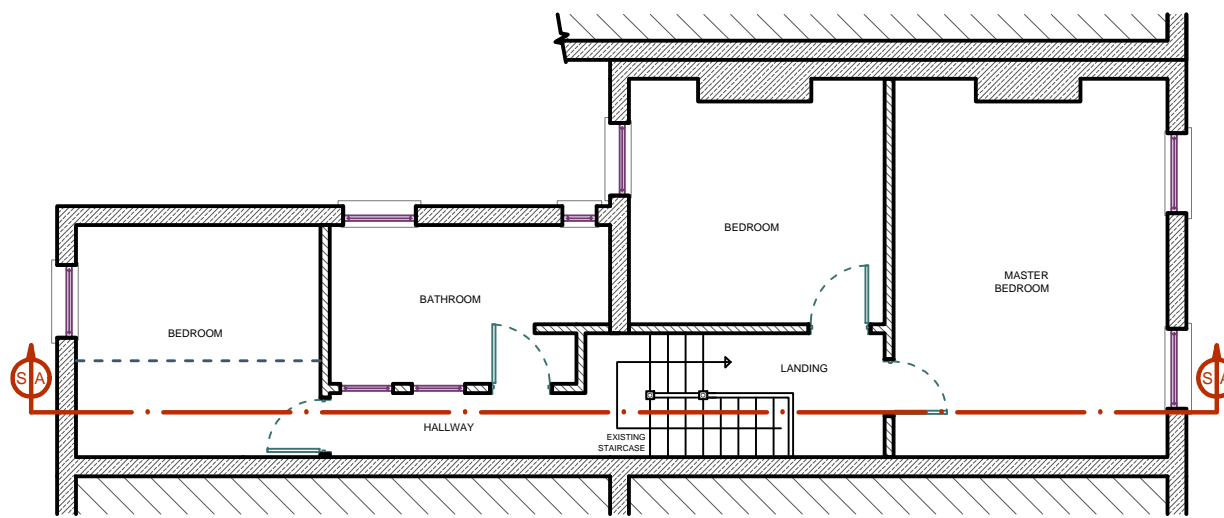 BEDROOM
MASTER
BEDROOM
BATHROOM
BEDROOM
LANDING
S A
S A
HALLWAY
EXISTING
STAIRCASE